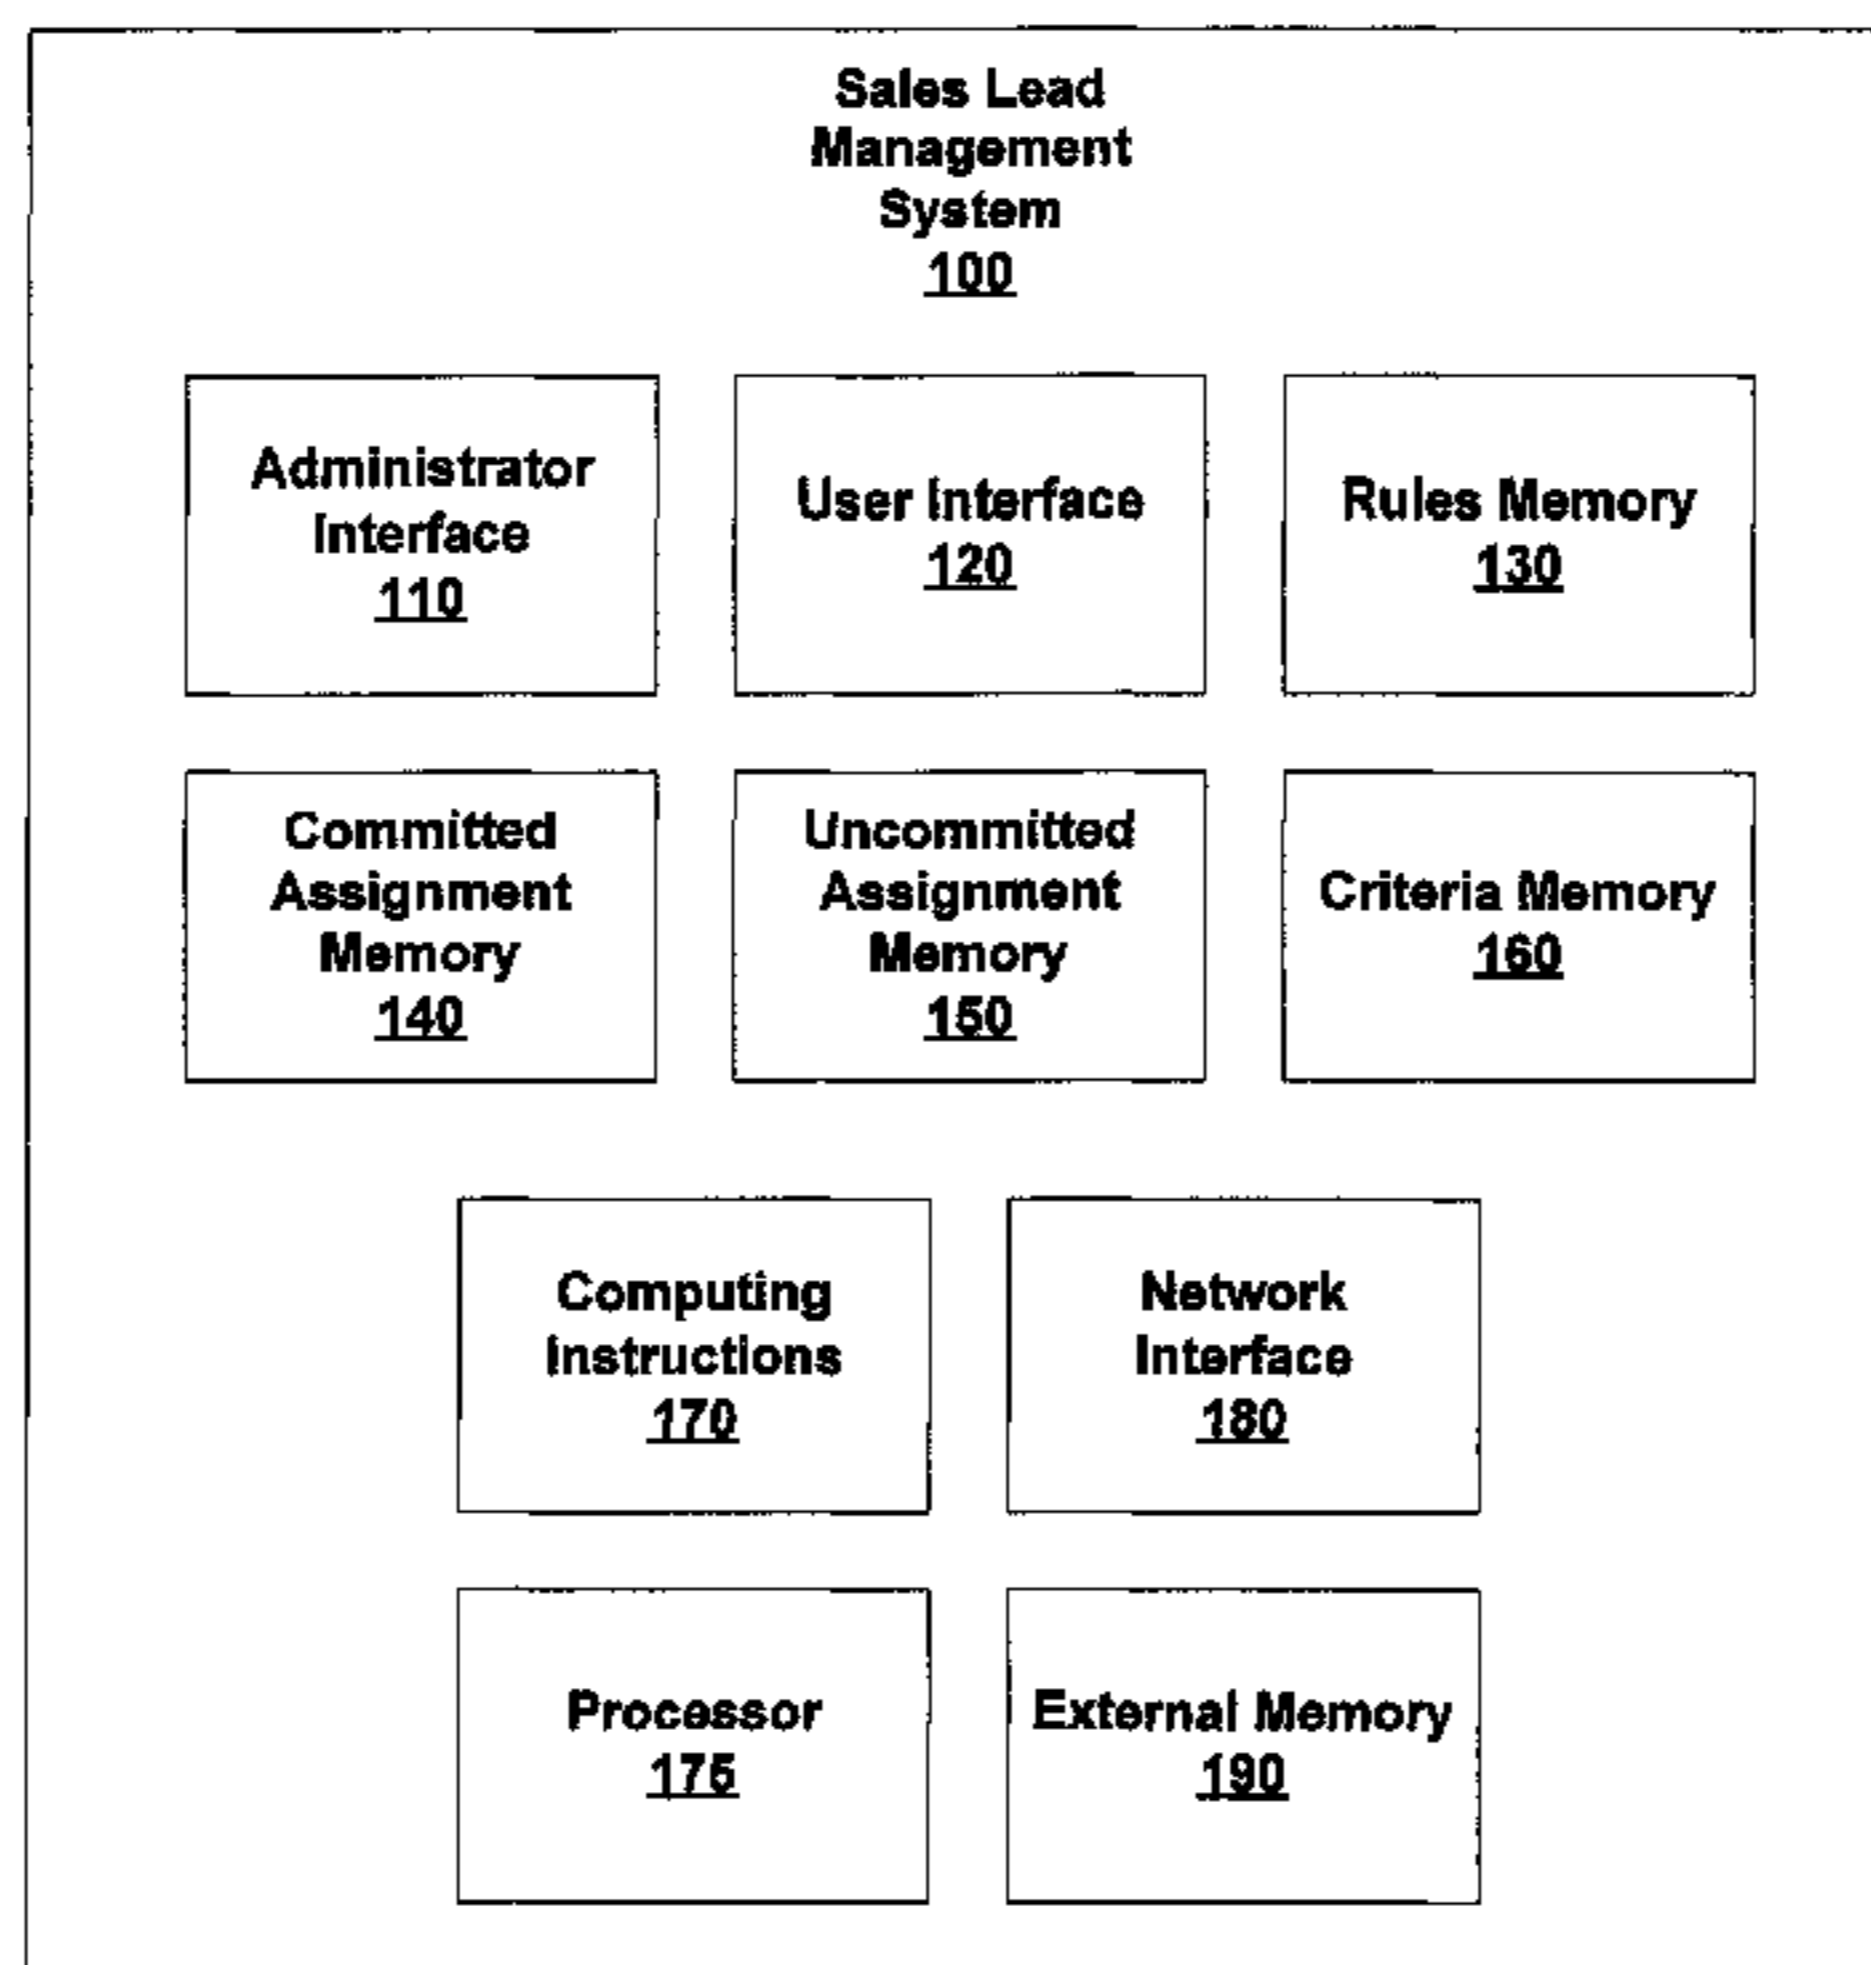 Sales Lead
Management
System
100
Administrator
Interface
110
User Interface
120
Rules Memory
130
Committed
Assignment
Memory
140
Uncommitted
Assignment
Memory
150
Criteria Memory
160
Computing
Instructions
170
Network
Interface
180
Processor
175
External Memory
190